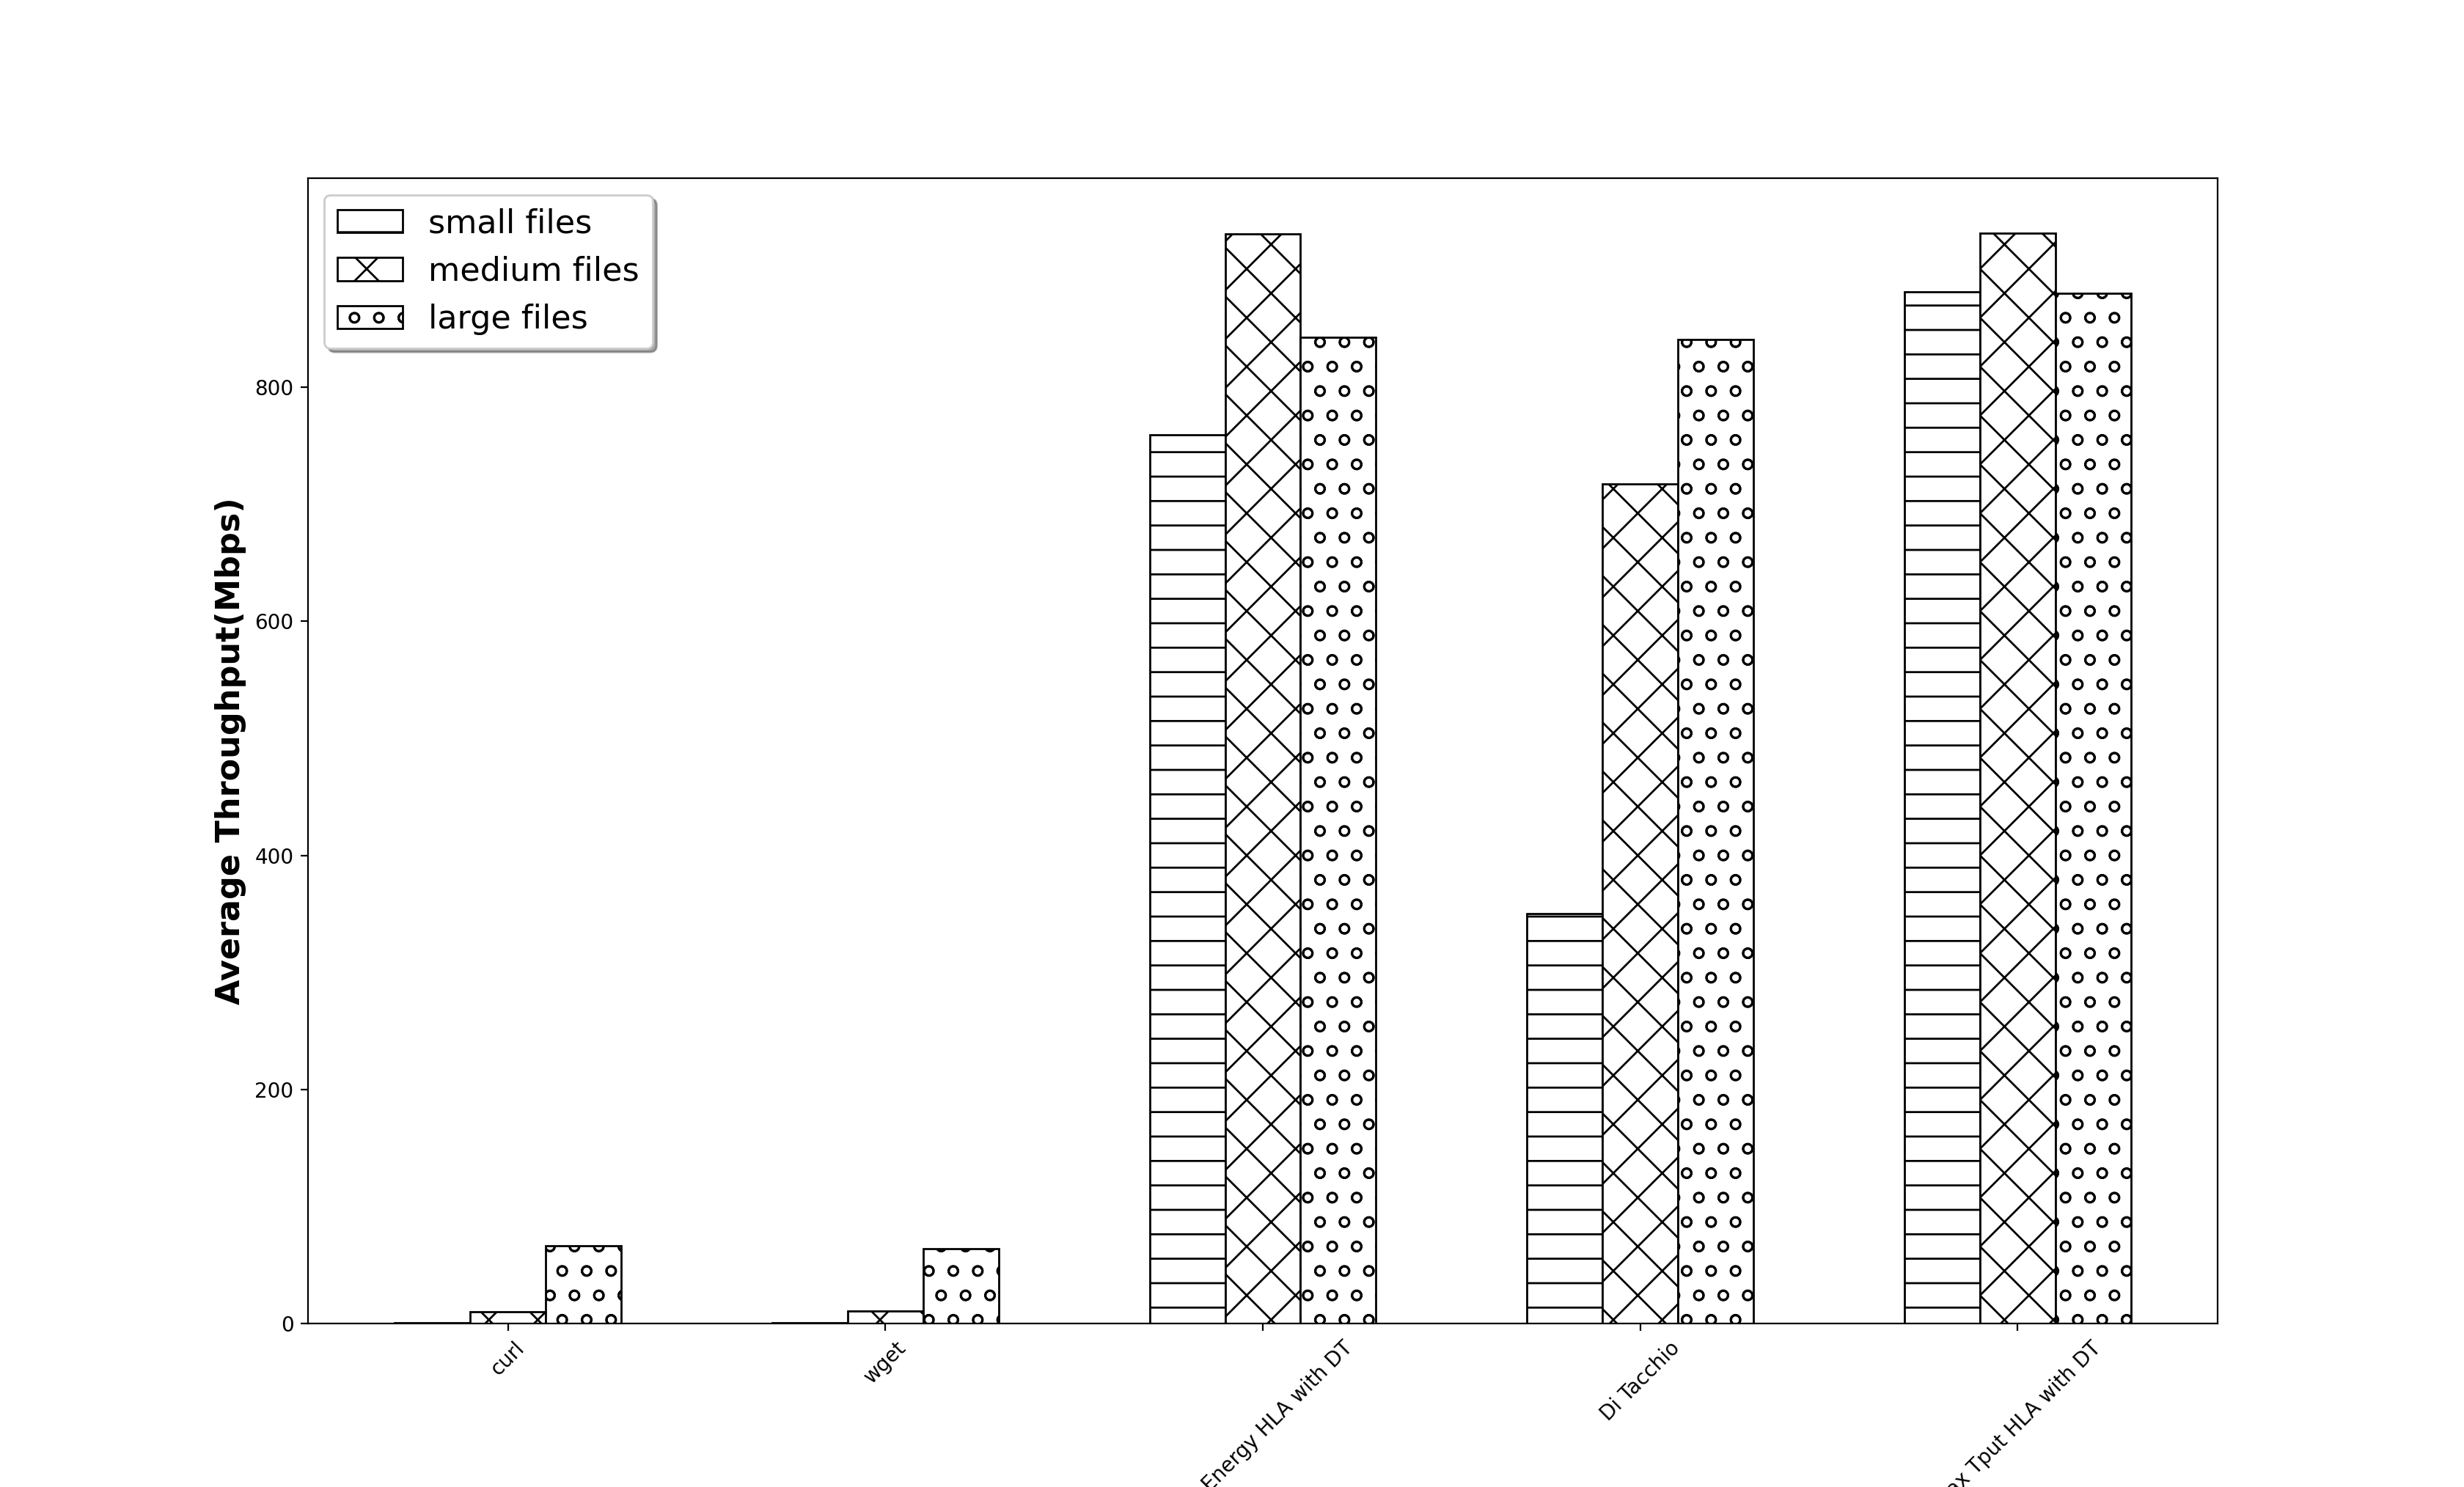 small files
medium files
large files
Average Throughput(Mbps)
800
600
400
200
0
curl
wget
Energy HLA with DT
Di Tacchio
Tput HLA with DT